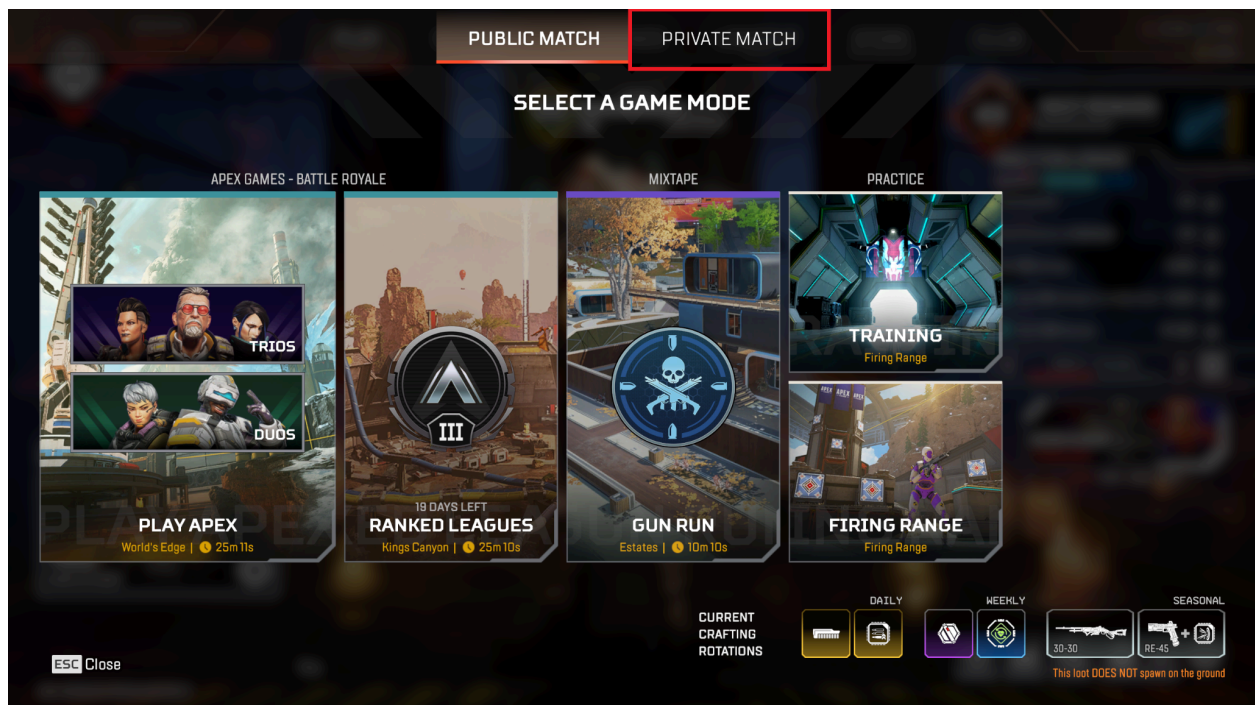 PUBLIC MATCH
PRIVATE MATCH
SELECT A GAME MODE
APEX GAMES - BATTLE ROYALE
MIXTAPE
PRACTICE
TRIOS
DUOS
PLAY APEX
World's Edge | 25m 11s
III
19 DAYS LEFT
RANKED LEAGUES
Kings Canyon | 25m 10s
GUN RUN
Estates | 10m 10s
TRAINING
Firing Range
APEX APEX APEX
FIRING RANGE
Firing Range
CURRENT
CRAFTING
ROTATIONS
DAILY
WEEKLY
SEASONAL
30-30
RE-45
+
This loot DOES NOT spawn on the ground
ESC Close